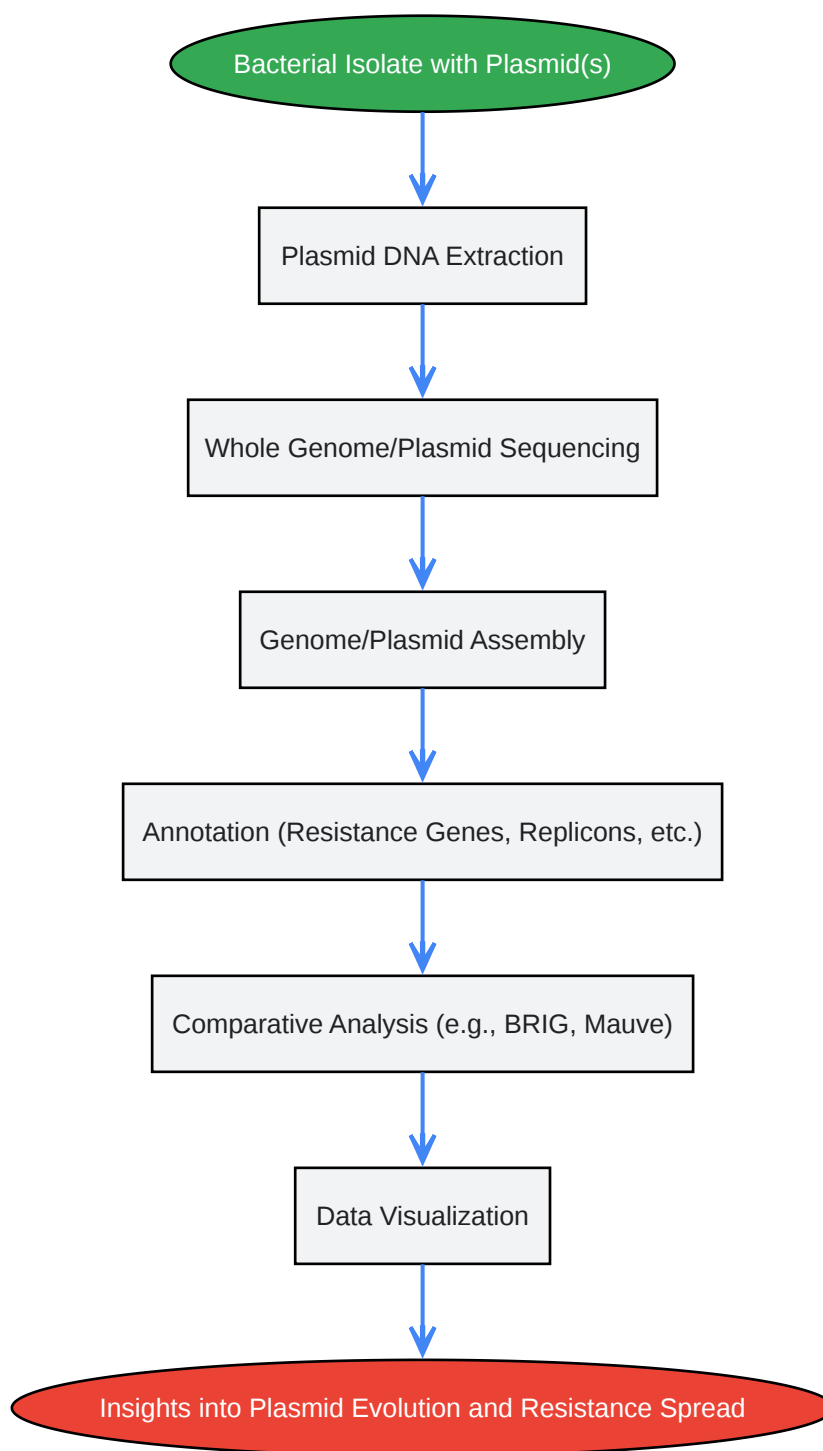 Bacterial Isolate with Plasmid(s)
Plasmid DNA Extraction
Whole Genome/Plasmid Sequencing
Genome/Plasmid Assembly
Annotation (Resistance Genes, Replicons, etc.)
Comparative Analysis (e.g., BRIG, Mauve)
Data Visualization
Insights into Plasmid Evolution and Resistance Spread